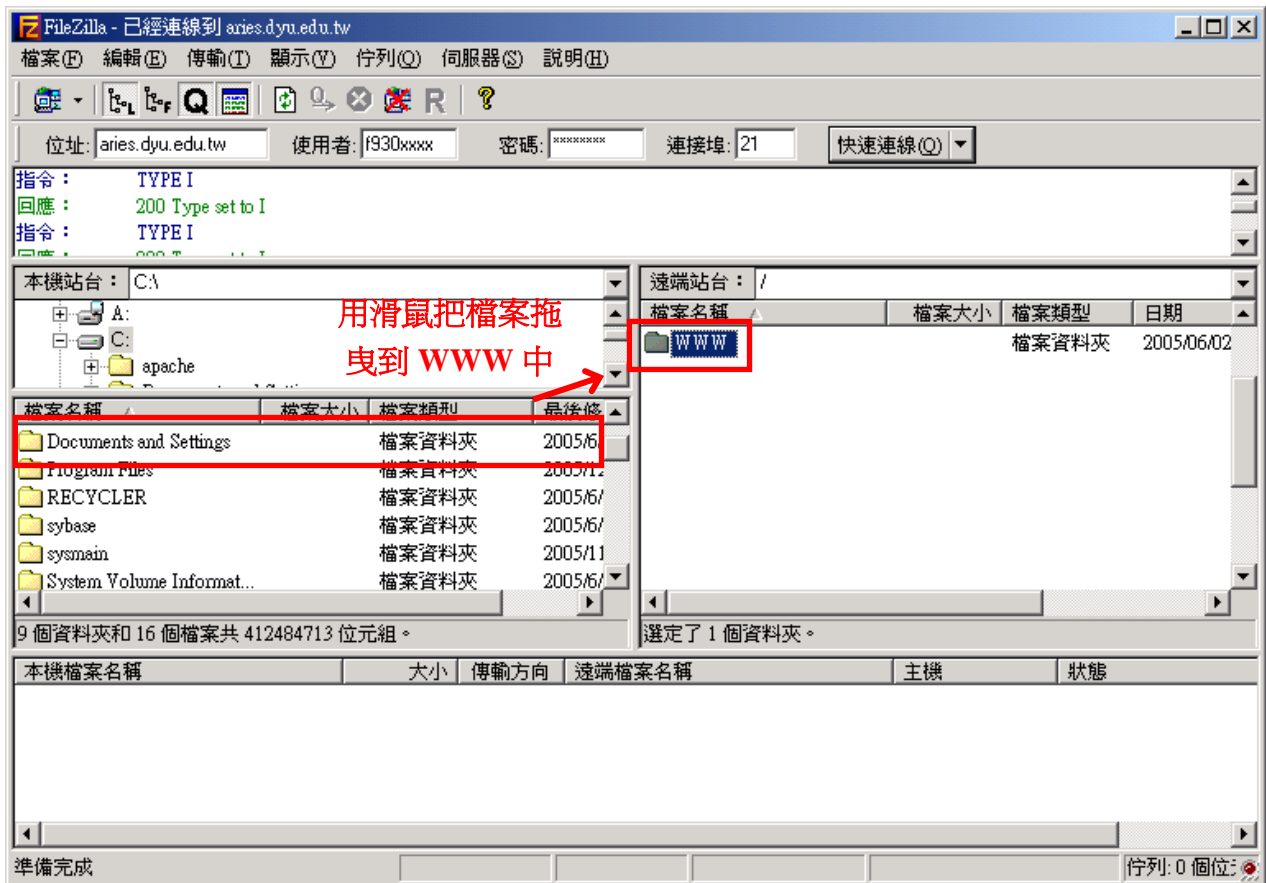 FileZilla - 已經連線到 aries.dyu.edu.tw
檔案(F) 編輯(E) 傳輸(T) 顯示(V) 佇列(Q) 伺服器(S) 說明(H)
位址: aries.dyu.edu.tw 使用者: f930xxxx 密碼: ******** 連接埠: 21 快速連線(Q)
指令: TYPE I
回應: 200 Type set to I
指令: TYPE I
本機站台: C:\
A:
C:
apache
用滑鼠把檔案拖
曳到 WWW 中
檔案名稱 檔案大小 檔案類型 最後修
Documents and Settings 檔案資料夾 2005/6/
Program Files 檔案資料夾 2005/12
RECYCLER 檔案資料夾 2005/6/
sybase 檔案資料夾 2005/6/
sysmain 檔案資料夾 2005/11
System Volume Informat... 檔案資料夾 2005/6/
9 個資料夾和 16 個檔案共 412484713 位元組。
遠端站台: /
檔案名稱 檔案大小 檔案類型 日期
WWW 檔案資料夾 2005/06/02
選定了 1 個資料夾。
本機檔案名稱 大小 傳輸方向 遠端檔案名稱 主機 狀態
準備完成 佇列: 0 個位